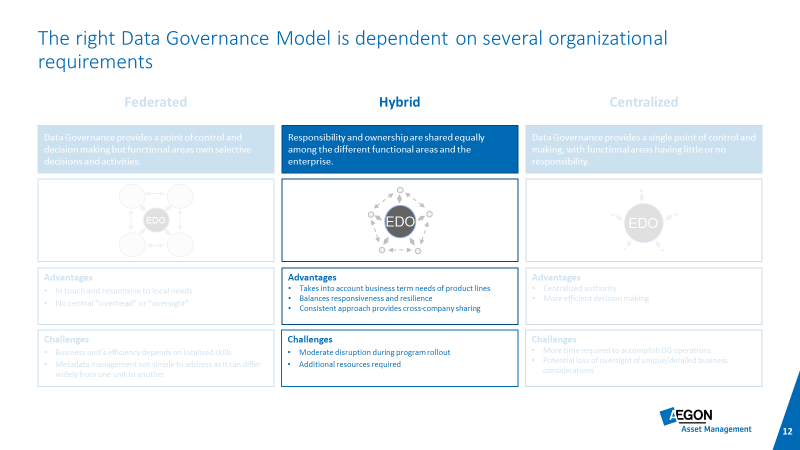 The right Data Governance Model is dependent on several organizational
requirements
Federated
Data Governance provides a point of control and
decision making but functional areas own selective
decisions and activities.
EDO
Advantages
• In touch and responsive to local needs
• No central "overhead" or "oversight"
Challenges
• Business unit's efficiency depends on localized skills
• Metadata management not simple to address as it can differ
widely from one unit to another
Hybrid
Responsibility and ownership are shared equally
among the different functional areas and the
enterprise.
EDO
Advantages
• Takes into account business term needs of product lines
• Balances responsiveness and resilience
• Consistent approach provides cross-company sharing
Challenges
• Moderate disruption during program rollout
• Additional resources required
Centralized
Data Governance provides a single point of control and
making, with functional areas having little or no
responsibility.
EDO
Advantages
• Centralized authority
• More efficient decision making
Challenges
• More time required to accomplish DG operations
• Potential loss of oversight of unique/detailed business
considerations
AEGON
Asset Management
12